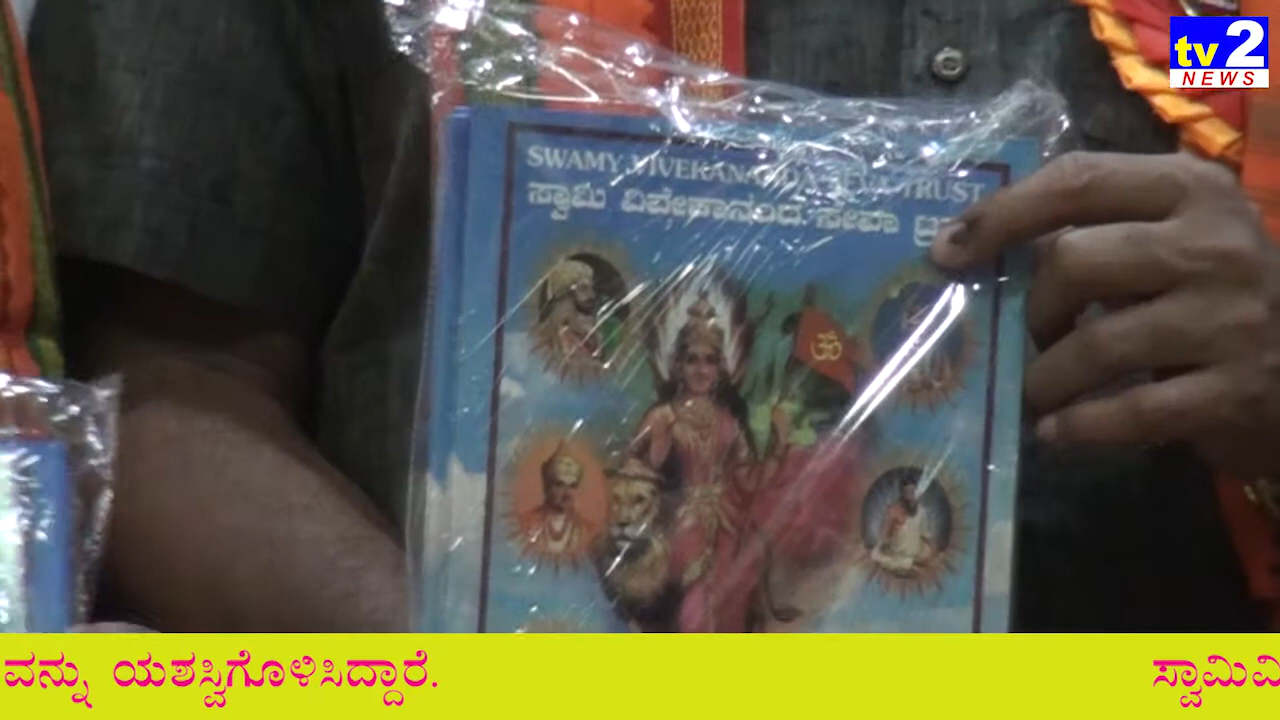 tv2
NEWS
SWAMY VIVEKANANDA SEVA TRUST
ಸ್ವಾಮಿ ವಿವೇಕಾನಂದ ಸೇವಾ
ॐ
ವನ್ನು ಯಶಸ್ವಿಗೊಳಿಸಿದ್ದಾರೆ. ಸ್ವಾಮಿವಿ